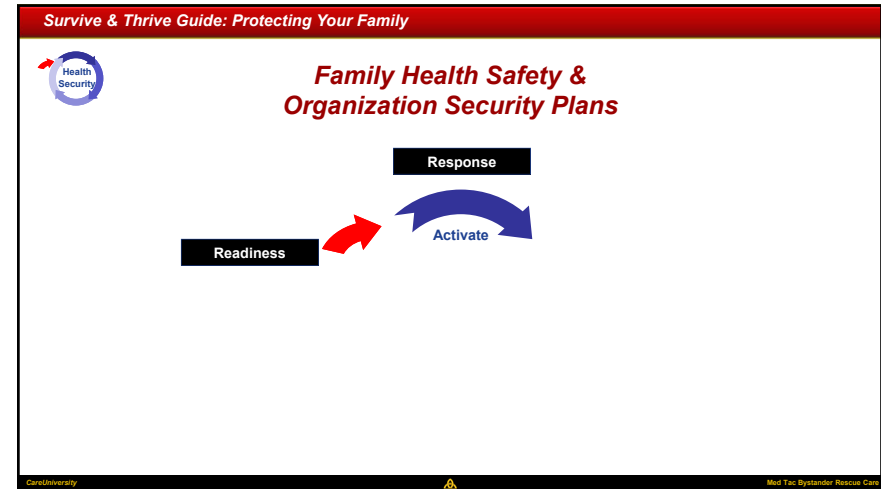 Survive & Thrive Guide: Protecting Your Family
Health
Security
Family Health Safety &
Organization Security Plans
Response
Activate
Readiness
CareUniversity
Med Tac Bystander Rescue Care